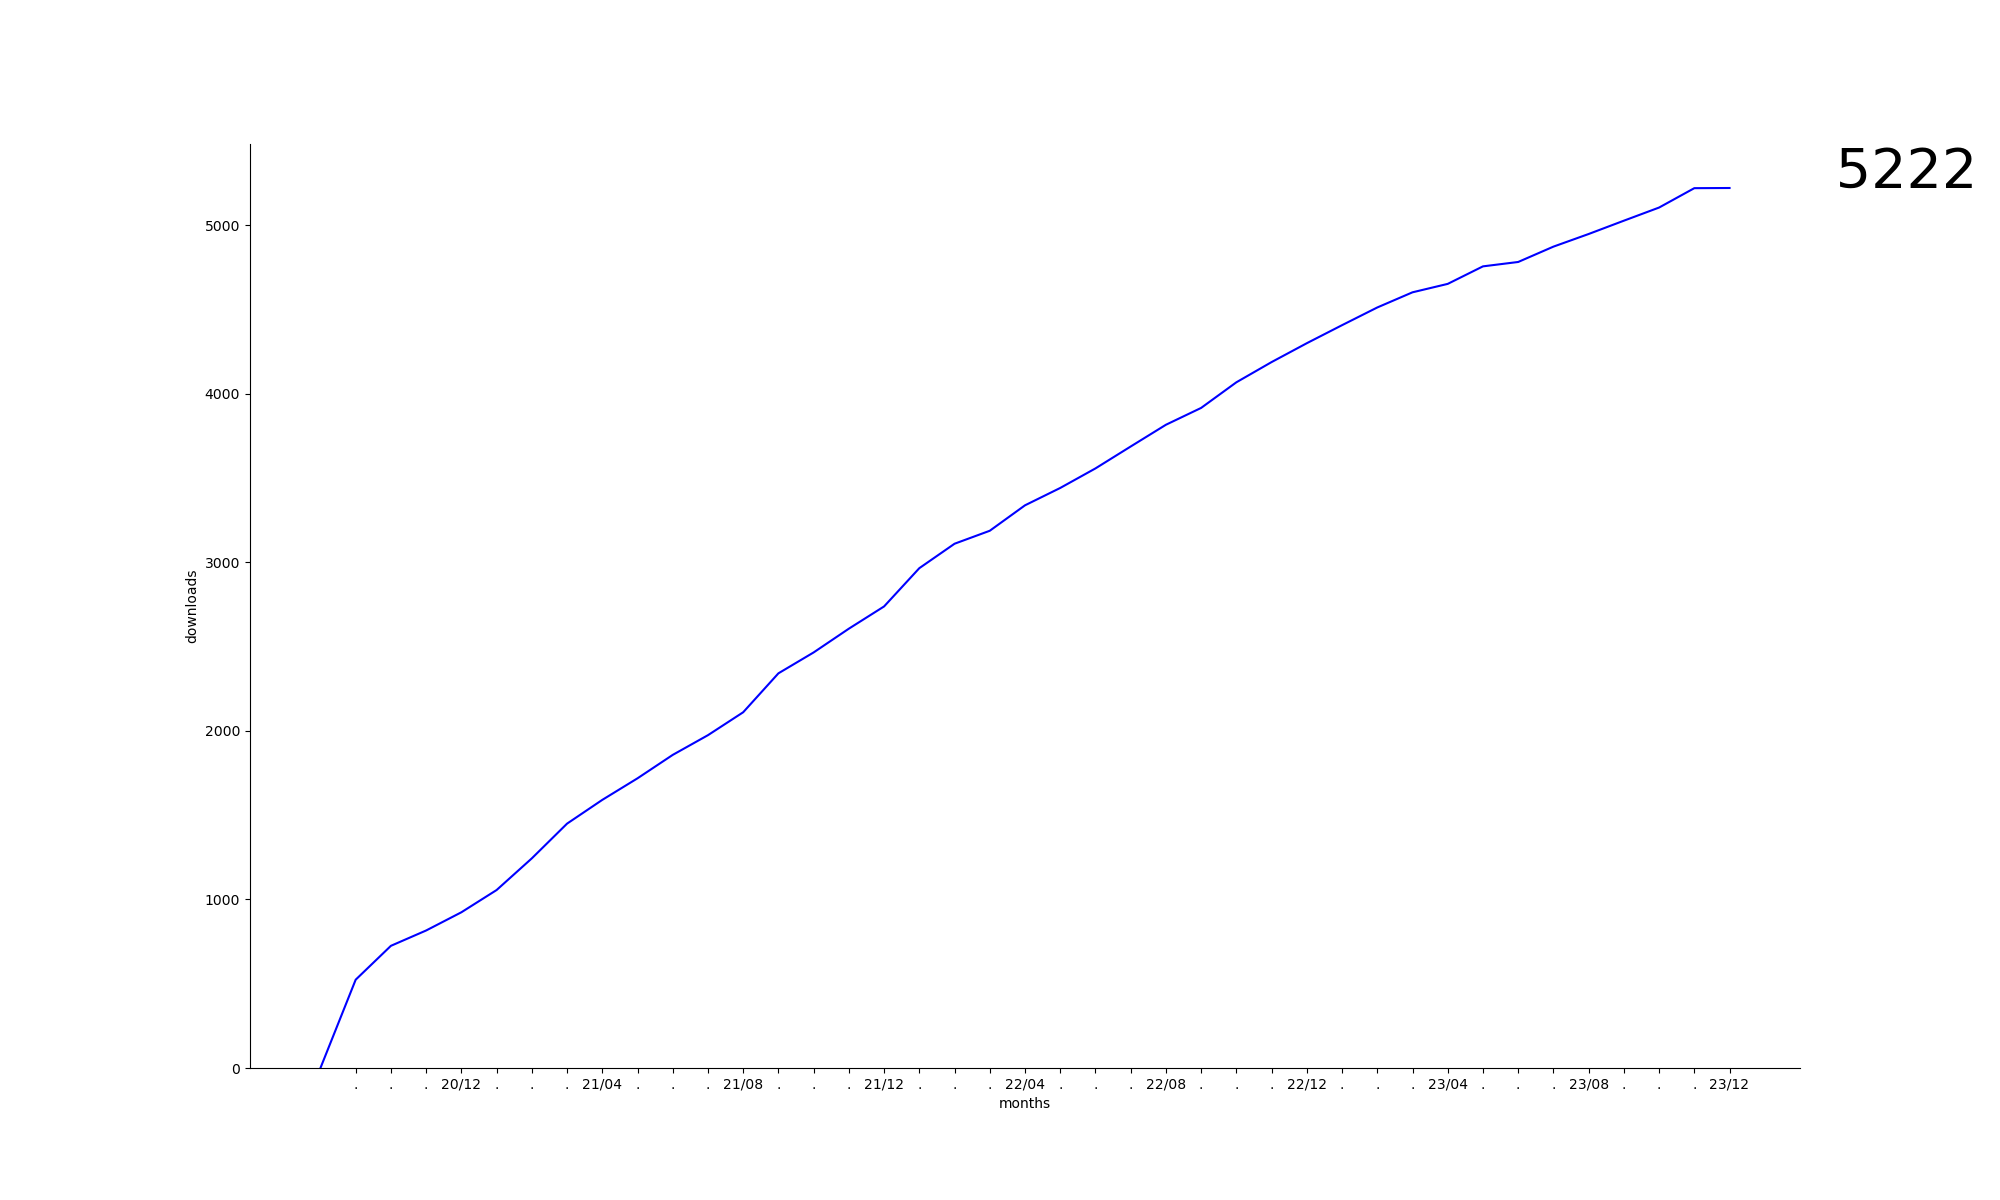 5222
5000
4000
3000
2000
1000
0
downloads
. . . 20/12 . . . 21/04 . . . 21/08 . . . 21/12 . . . 22/04 . . . 22/08 . . . 22/12 . . . 23/04 . . . 23/08 . . . 23/12
months